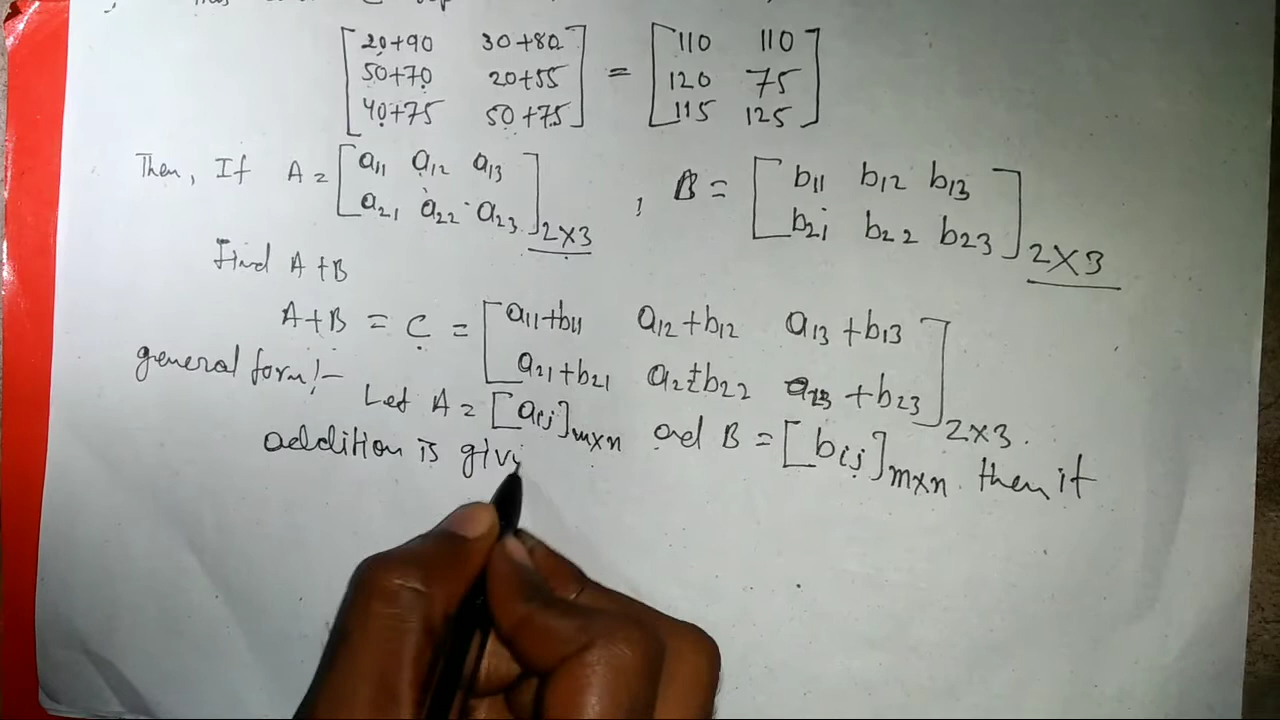 [20+90 30+80
50+70 20+55
40+75 50+75] = [110 110
120 75
115 125]
Then, If A = [a11 a12 a13
a21 a22 a23]2×3 , B = [b11 b12 b13
b21 b22 b23]2×3
Find A+B
A+B = C = [a11+b11 a12+b12 a13+b13
a21+b21 a22+b22 a23+b23]2×3.
general form!-
Let A = [aij]m×n ad B = [bij]m×n then it
addition is giv